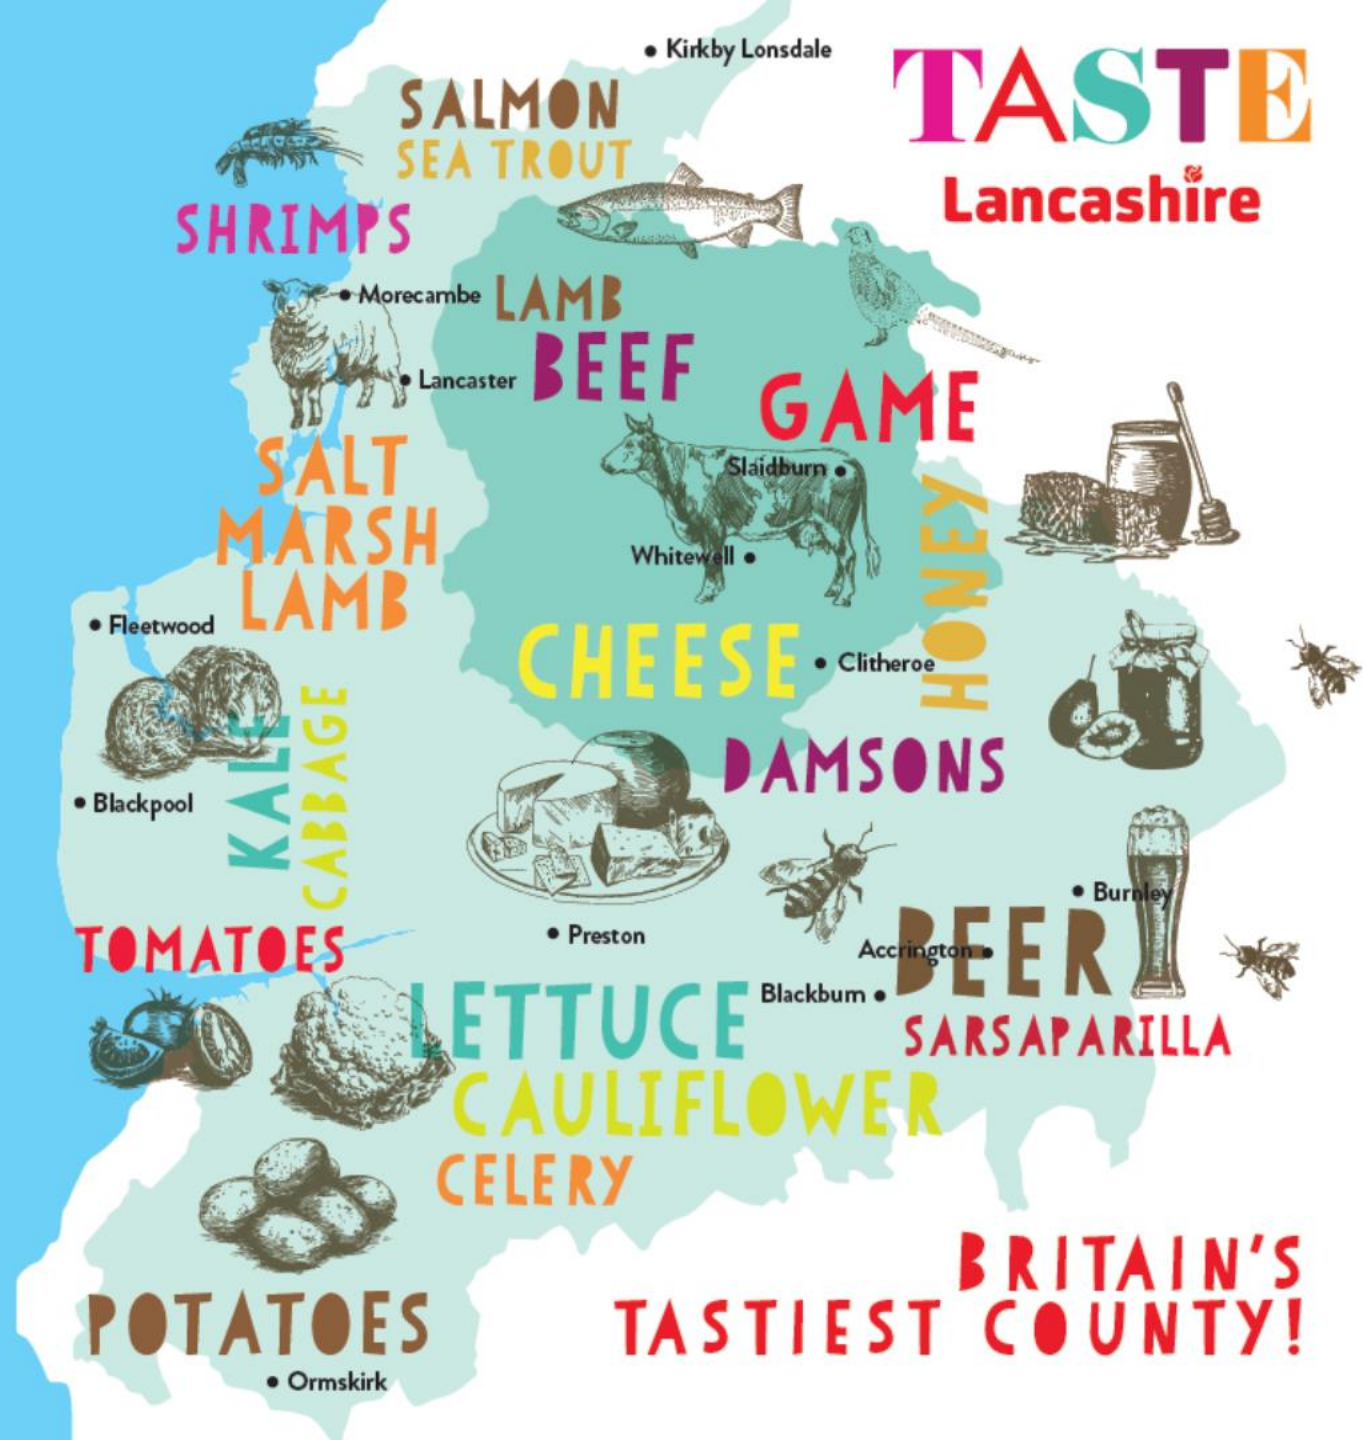 Kirkby Lonsdale
TASTE
Lancashire
SALMON
SEA TROUT
SHRIMPS
Morecambe
LAMB
BEEF
Lancaster
GAME
SALT
MARSH
LAMB
Slaidburn
HONEY
Whitewell
Fleetwood
CHEESE
Clitheroe
KALE
CABBAGE
DAMSONS
Blackpool
Burnley
TOMATOES
Preston
Accrington
BEER
Blackburn
LETTUCE
SARSAPARILLA
CAULIFLOWER
CELERY
BRITAIN'S
TASTIEST COUNTY!
POTATOES
Ormskirk